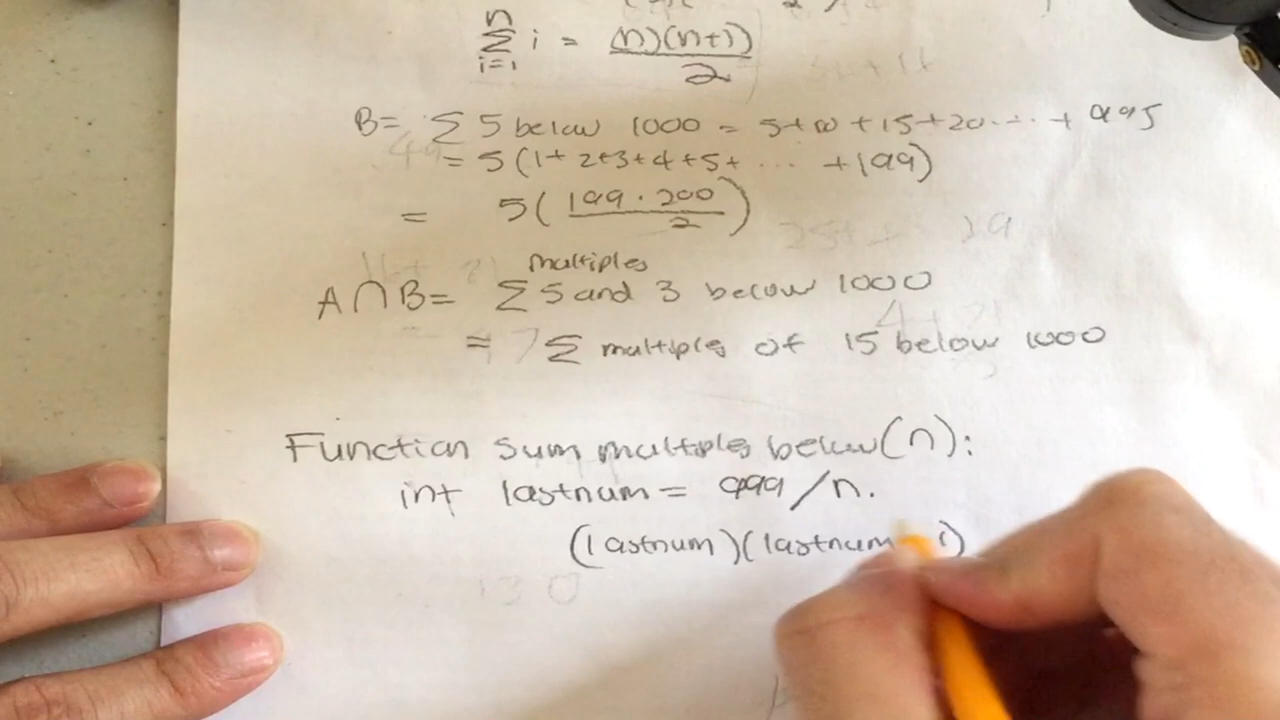 n
∑ i = (n)(n+1)
i=1 2
B= ∑ 5 below 1000 = 5+10+15+20...+ 995
= 5(1+2+3+4+5+ ... +199)
= 5(199·200
2)
multiples
A∩B= ∑ 5 and 3 below 1000
= ∑ multiples of 15 below 1000
Function sum multiples below(n):
int lastnum = 999/n.
(lastnum)(lastnum 1)